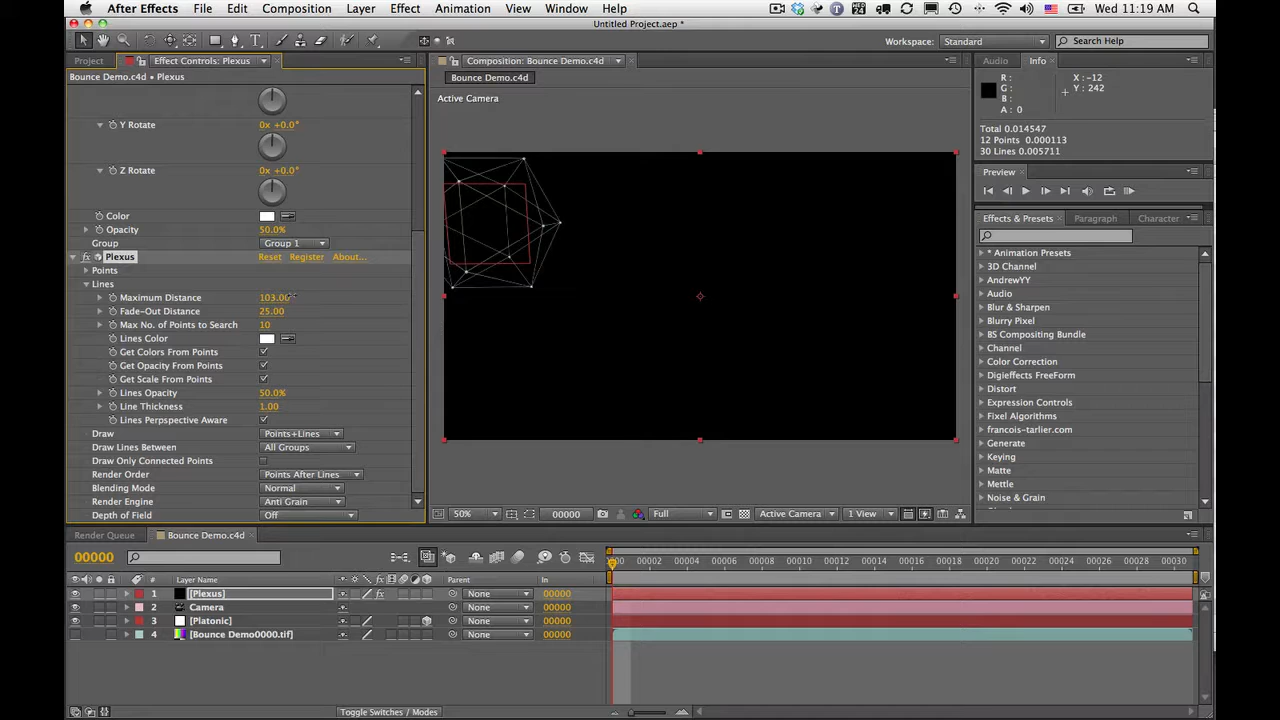 After Effects File Edit Composition Layer Effect Animation View Window Help
Wed 11:19 AM
Untitled Project.aep *
Workspace: Standard
Search Help
Project
Effect Controls: Plexus
Bounce Demo.c4d • Plexus
Y Rotate
0x +0.0°
Z Rotate
0x +0.0°
Color
Opacity
50.0%
Group
Group 1
Plexus
Reset
Register
About...
Points
Lines
Maximum Distance
103.00
Fade-Out Distance
25.00
Max No. of Points to Search
10
Lines Color
Get Colors From Points
Get Opacity From Points
Get Scale From Points
Lines Opacity
50.0%
Line Thickness
1.00
Lines Perpspective Aware
Draw
Points+Lines
Draw Lines Between
All Groups
Draw Only Connected Points
Render Order
Points After Lines
Blending Mode
Normal
Render Engine
Anti Grain
Depth of Field
Off
Composition: Bounce Demo.c4d
Bounce Demo.c4d
Active Camera
50%
00000
Full
Active Camera
1 View
Audio
Info
R:
G:
B:
A: 0
X: -12
Y: 242
Total 0.014547
12 Points 0.000113
30 Lines 0.005711
Preview
Effects & Presets
Paragraph
Character
* Animation Presets
3D Channel
AndrewYY
Audio
Blur & Sharpen
Blurry Pixel
BS Compositing Bundle
Channel
Color Correction
Digieffects FreeForm
Distort
Expression Controls
Fixel Algorithms
francois-tarlier.com
Generate
Keying
Matte
Mettle
Noise & Grain
Render Queue
Bounce Demo.c4d
00000
00002 00004 00006 00008 00010 00012 00014 00016 00018 00020 00022 00024 00026 00028 00030
# Layer Name
Parent
In
1 [Plexus]
None
00000
2 Camera
None
00000
3 [Platonic]
None
00000
4 [Bounce Demo0000.tif]
None
00000
Toggle Switches / Modes